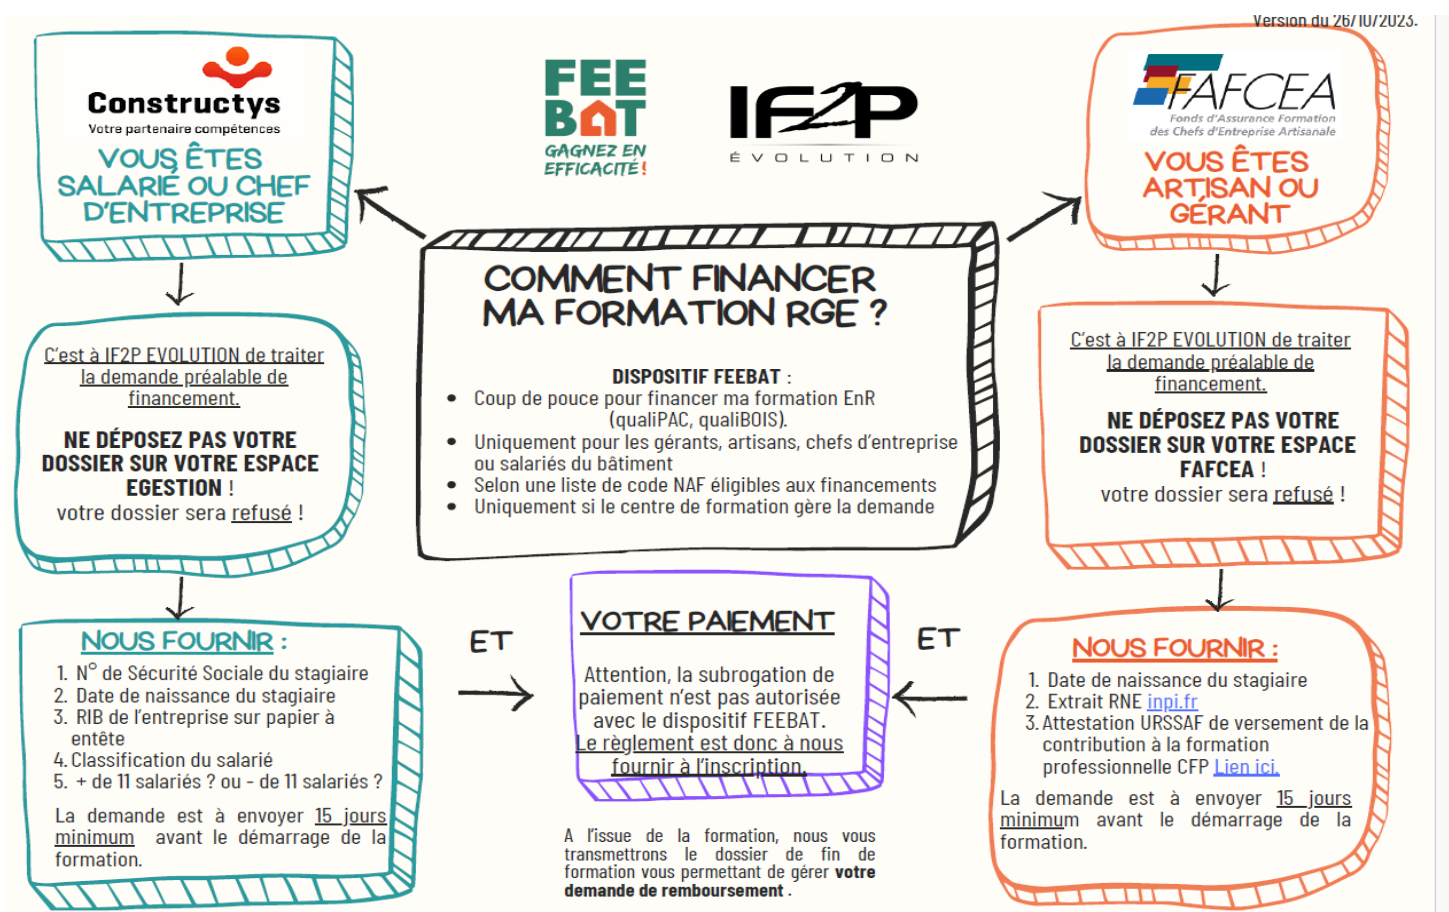 Version du 26/10/2023.
Constructys
Votre partenaire compétences
VOUS ÊTES
SALARIÉ OU CHEF
D'ENTREPRISE
FEE
BAT
GAGNEZ EN
EFFICACITÉ!
IF2P
ÉVOLUTION
FAFCEA
Fonds d'Assurance Formation
des Chefs d'Entreprise Artisanale
VOUS ÊTES
ARTISAN OU
GÉRANT
COMMENT FINANCER
MA FORMATION RGE ?
DISPOSITIF FEEBAT :
• Coup de pouce pour financer ma formation EnR
(qualiPAC, qualiBOIS).
• Uniquement pour les gérants, artisans, chefs d'entreprise
ou salariés du bâtiment
• Selon une liste de code NAF éligibles aux financements
• Uniquement si le centre de formation gère la demande
C'est à IF2P EVOLUTION de traiter
la demande préalable de
financement.
NE DÉPOSEZ PAS VOTRE
DOSSIER SUR VOTRE ESPACE
EGESTION !
votre dossier sera refusé !
C'est à IF2P EVOLUTION de traiter
la demande préalable de
financement.
NE DÉPOSEZ PAS VOTRE
DOSSIER SUR VOTRE ESPACE
FAFCEA !
votre dossier sera refusé !
NOUS FOURNIR :
1. N° de Sécurité Sociale du stagiaire
2. Date de naissance du stagiaire
3. RIB de l'entreprise sur papier à
entête
4. Classification du salarié
5. + de 11 salariés ? ou - de 11 salariés ?
La demande est à envoyer 15 jours
minimum avant le démarrage de la
formation.
ET
VOTRE PAIEMENT
Attention, la subrogation de
paiement n'est pas autorisée
avec le dispositif FEEBAT.
Le règlement est donc à nous
fournir à l'inscription.
A l'issue de la formation, nous vous
transmettrons le dossier de fin de
formation vous permettant de gérer votre
demande de remboursement .
ET
NOUS FOURNIR :
1. Date de naissance du stagiaire
2. Extrait RNE inpi.fr
3. Attestation URSSAF de versement de la
contribution à la formation
professionnelle CFP Lien ici.
La demande est à envoyer 15 jours
minimum avant le démarrage de la
formation.